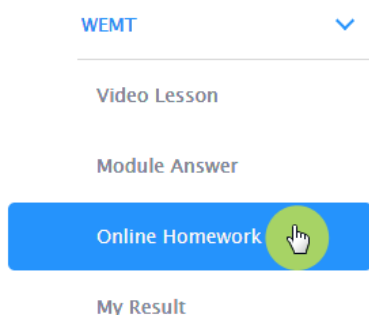 WEMT
Video Lesson
Module Answer
Online Homework
My Result